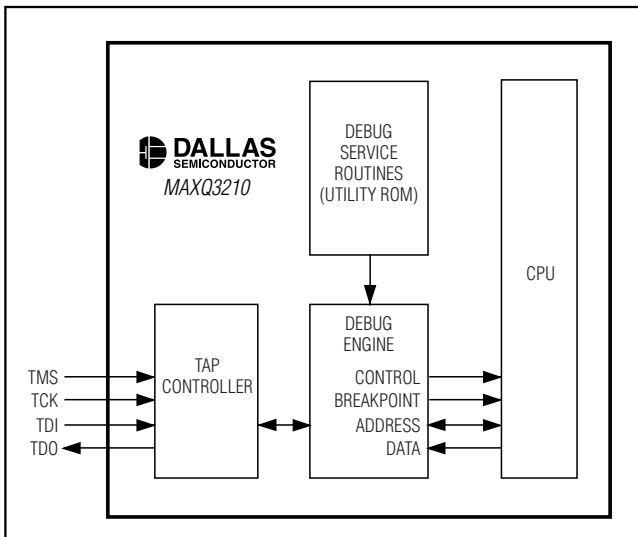 DALLAS
SEMICONDUCTOR
MAXQ3210
DEBUG
SERVICE
ROUTINES
(UTILITY ROM)
CPU
TAP
CONTROLLER
DEBUG
ENGINE
TMS
TCK
TDI
TDO
CONTROL
BREAKPOINT
ADDRESS
DATA